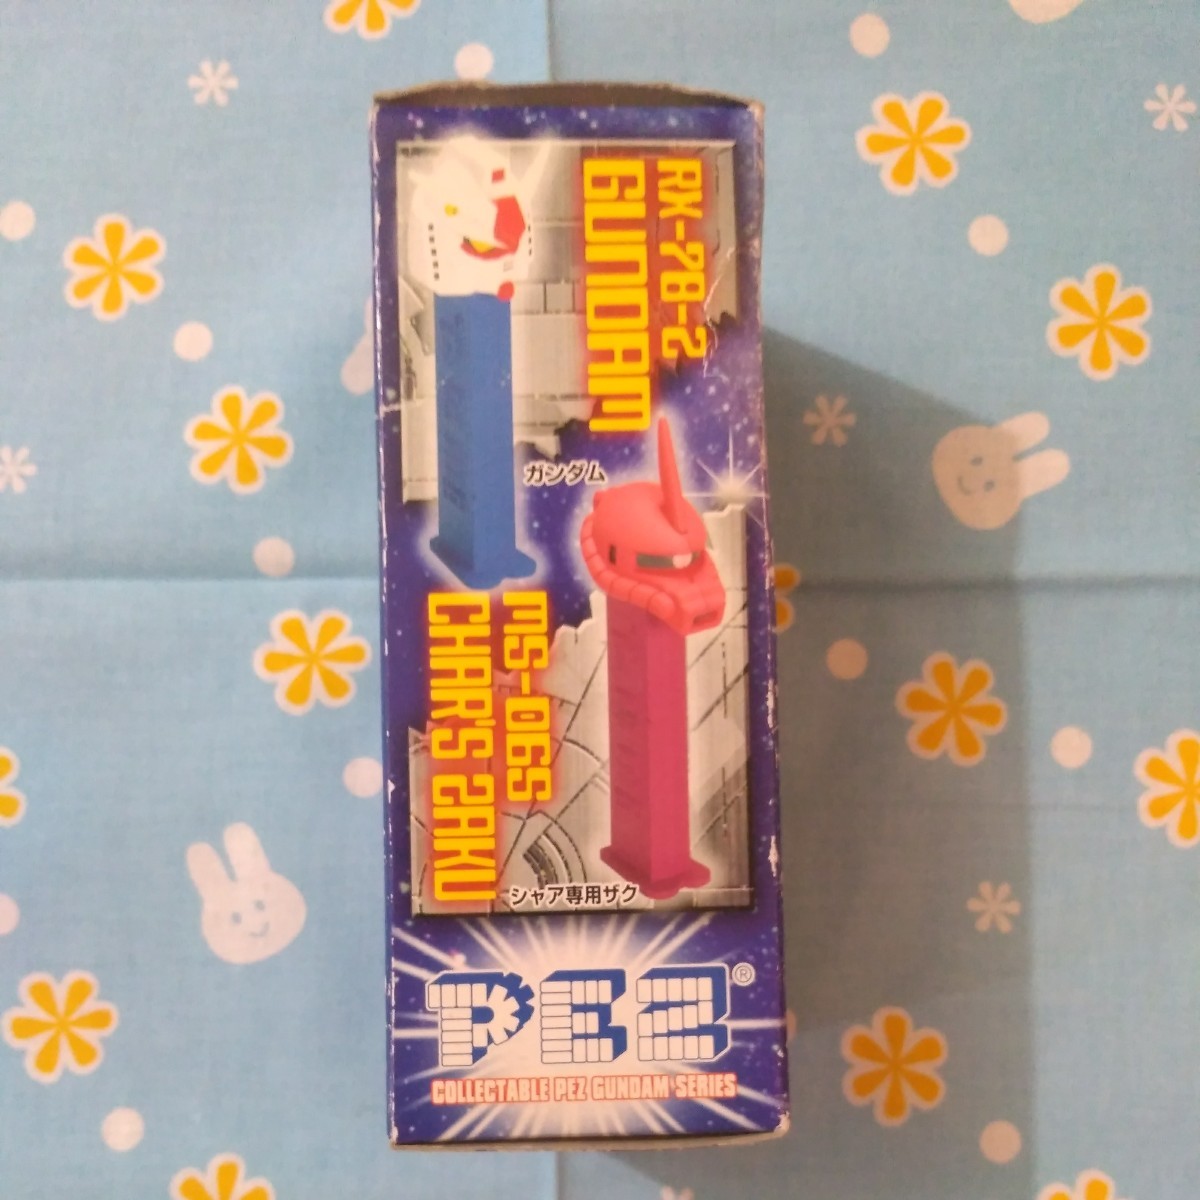 RX-78-2
GUNDAM
ガンダム
MS-06S
CHAR'S ZAKU
シャア専用ザク
PEZ®
COLLECTABLE PEZ GUNDAM SERIES